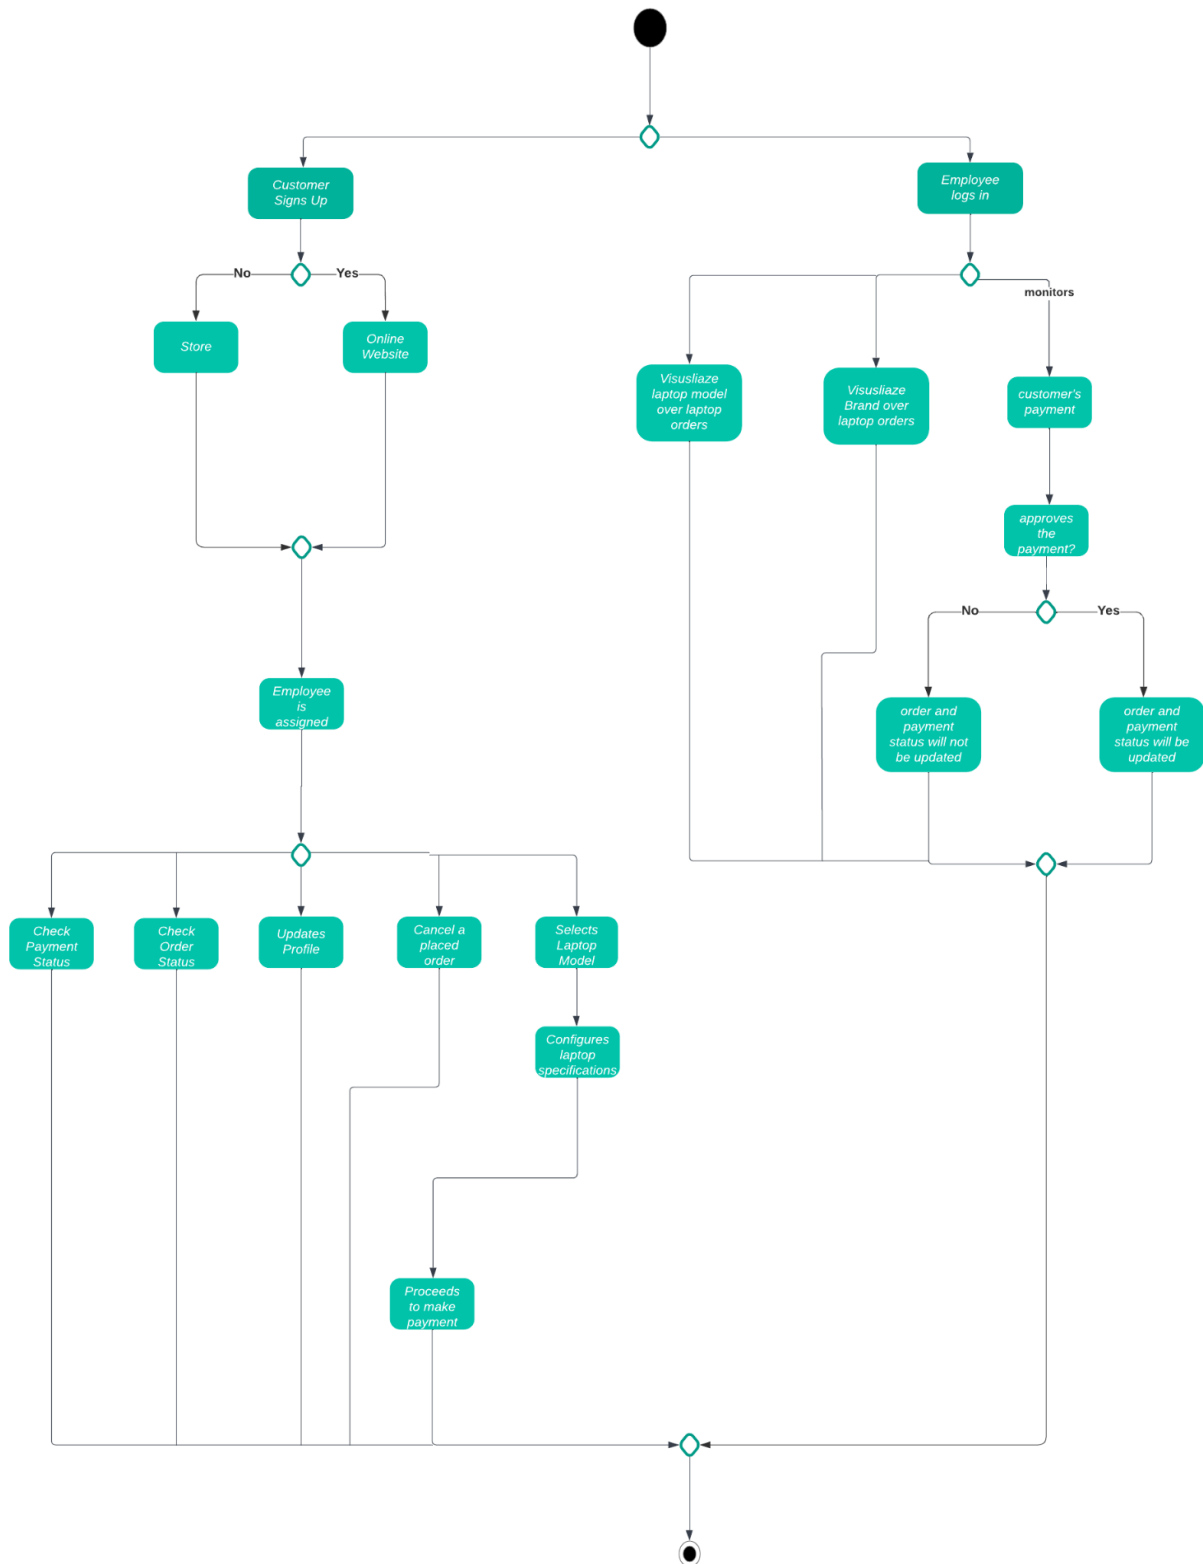 Customer
Signs Up
Employee
logs in
No
Yes
monitors
Store
Online
Website
Visusliaze
laptop model
over laptop
orders
Visusliaze
Brand over
laptop orders
customer's
payment
approves
the
payment?
No
Yes
Employee
is
assigned
order and
payment
status will not
be updated
order and
payment
status will be
updated
Check
Payment
Status
Check
Order
Status
Updates
Profile
Cancel a
placed
order
Selects
Laptop
Model
Configures
laptop
specifications
Proceeds
to make
payment